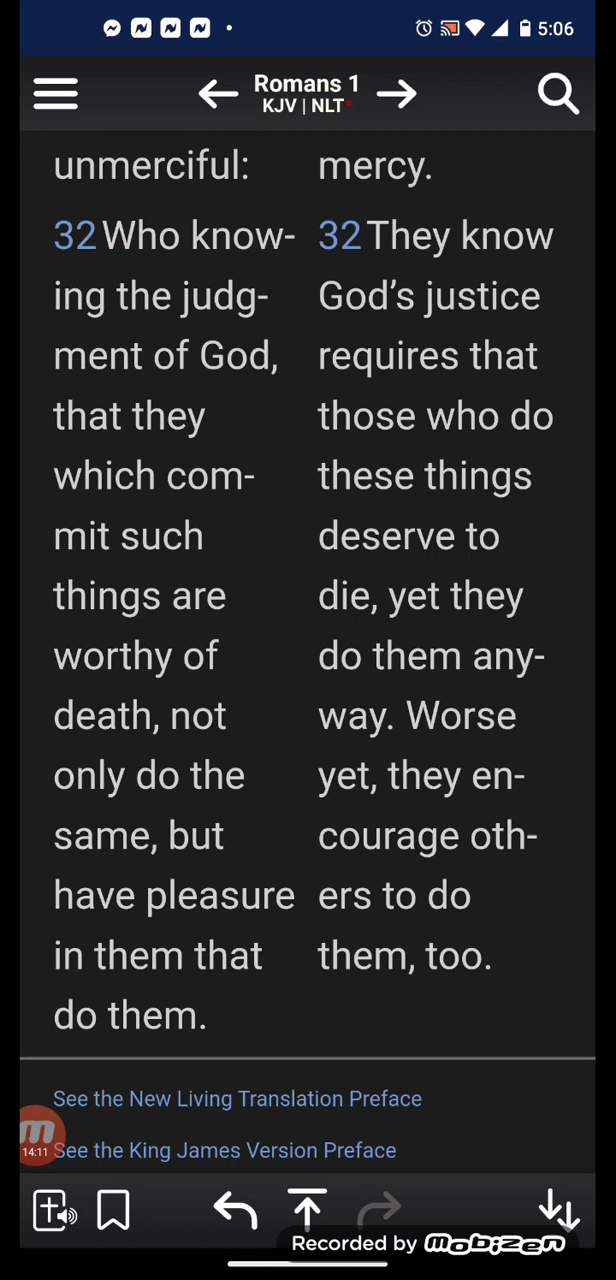 5:06
Romans 1
KJV | NLT*
unmerciful:
32 Who know-
ing the judg-
ment of God,
that they
which com-
mit such
things are
worthy of
death, not
only do the
same, but
have pleasure
in them that
do them.
mercy.
32 They know
God's justice
requires that
those who do
these things
deserve to
die, yet they
do them any-
way. Worse
yet, they en-
courage oth-
ers to do
them, too.
See the New Living Translation Preface
See the King James Version Preface
14:11
Recorded by mobizen